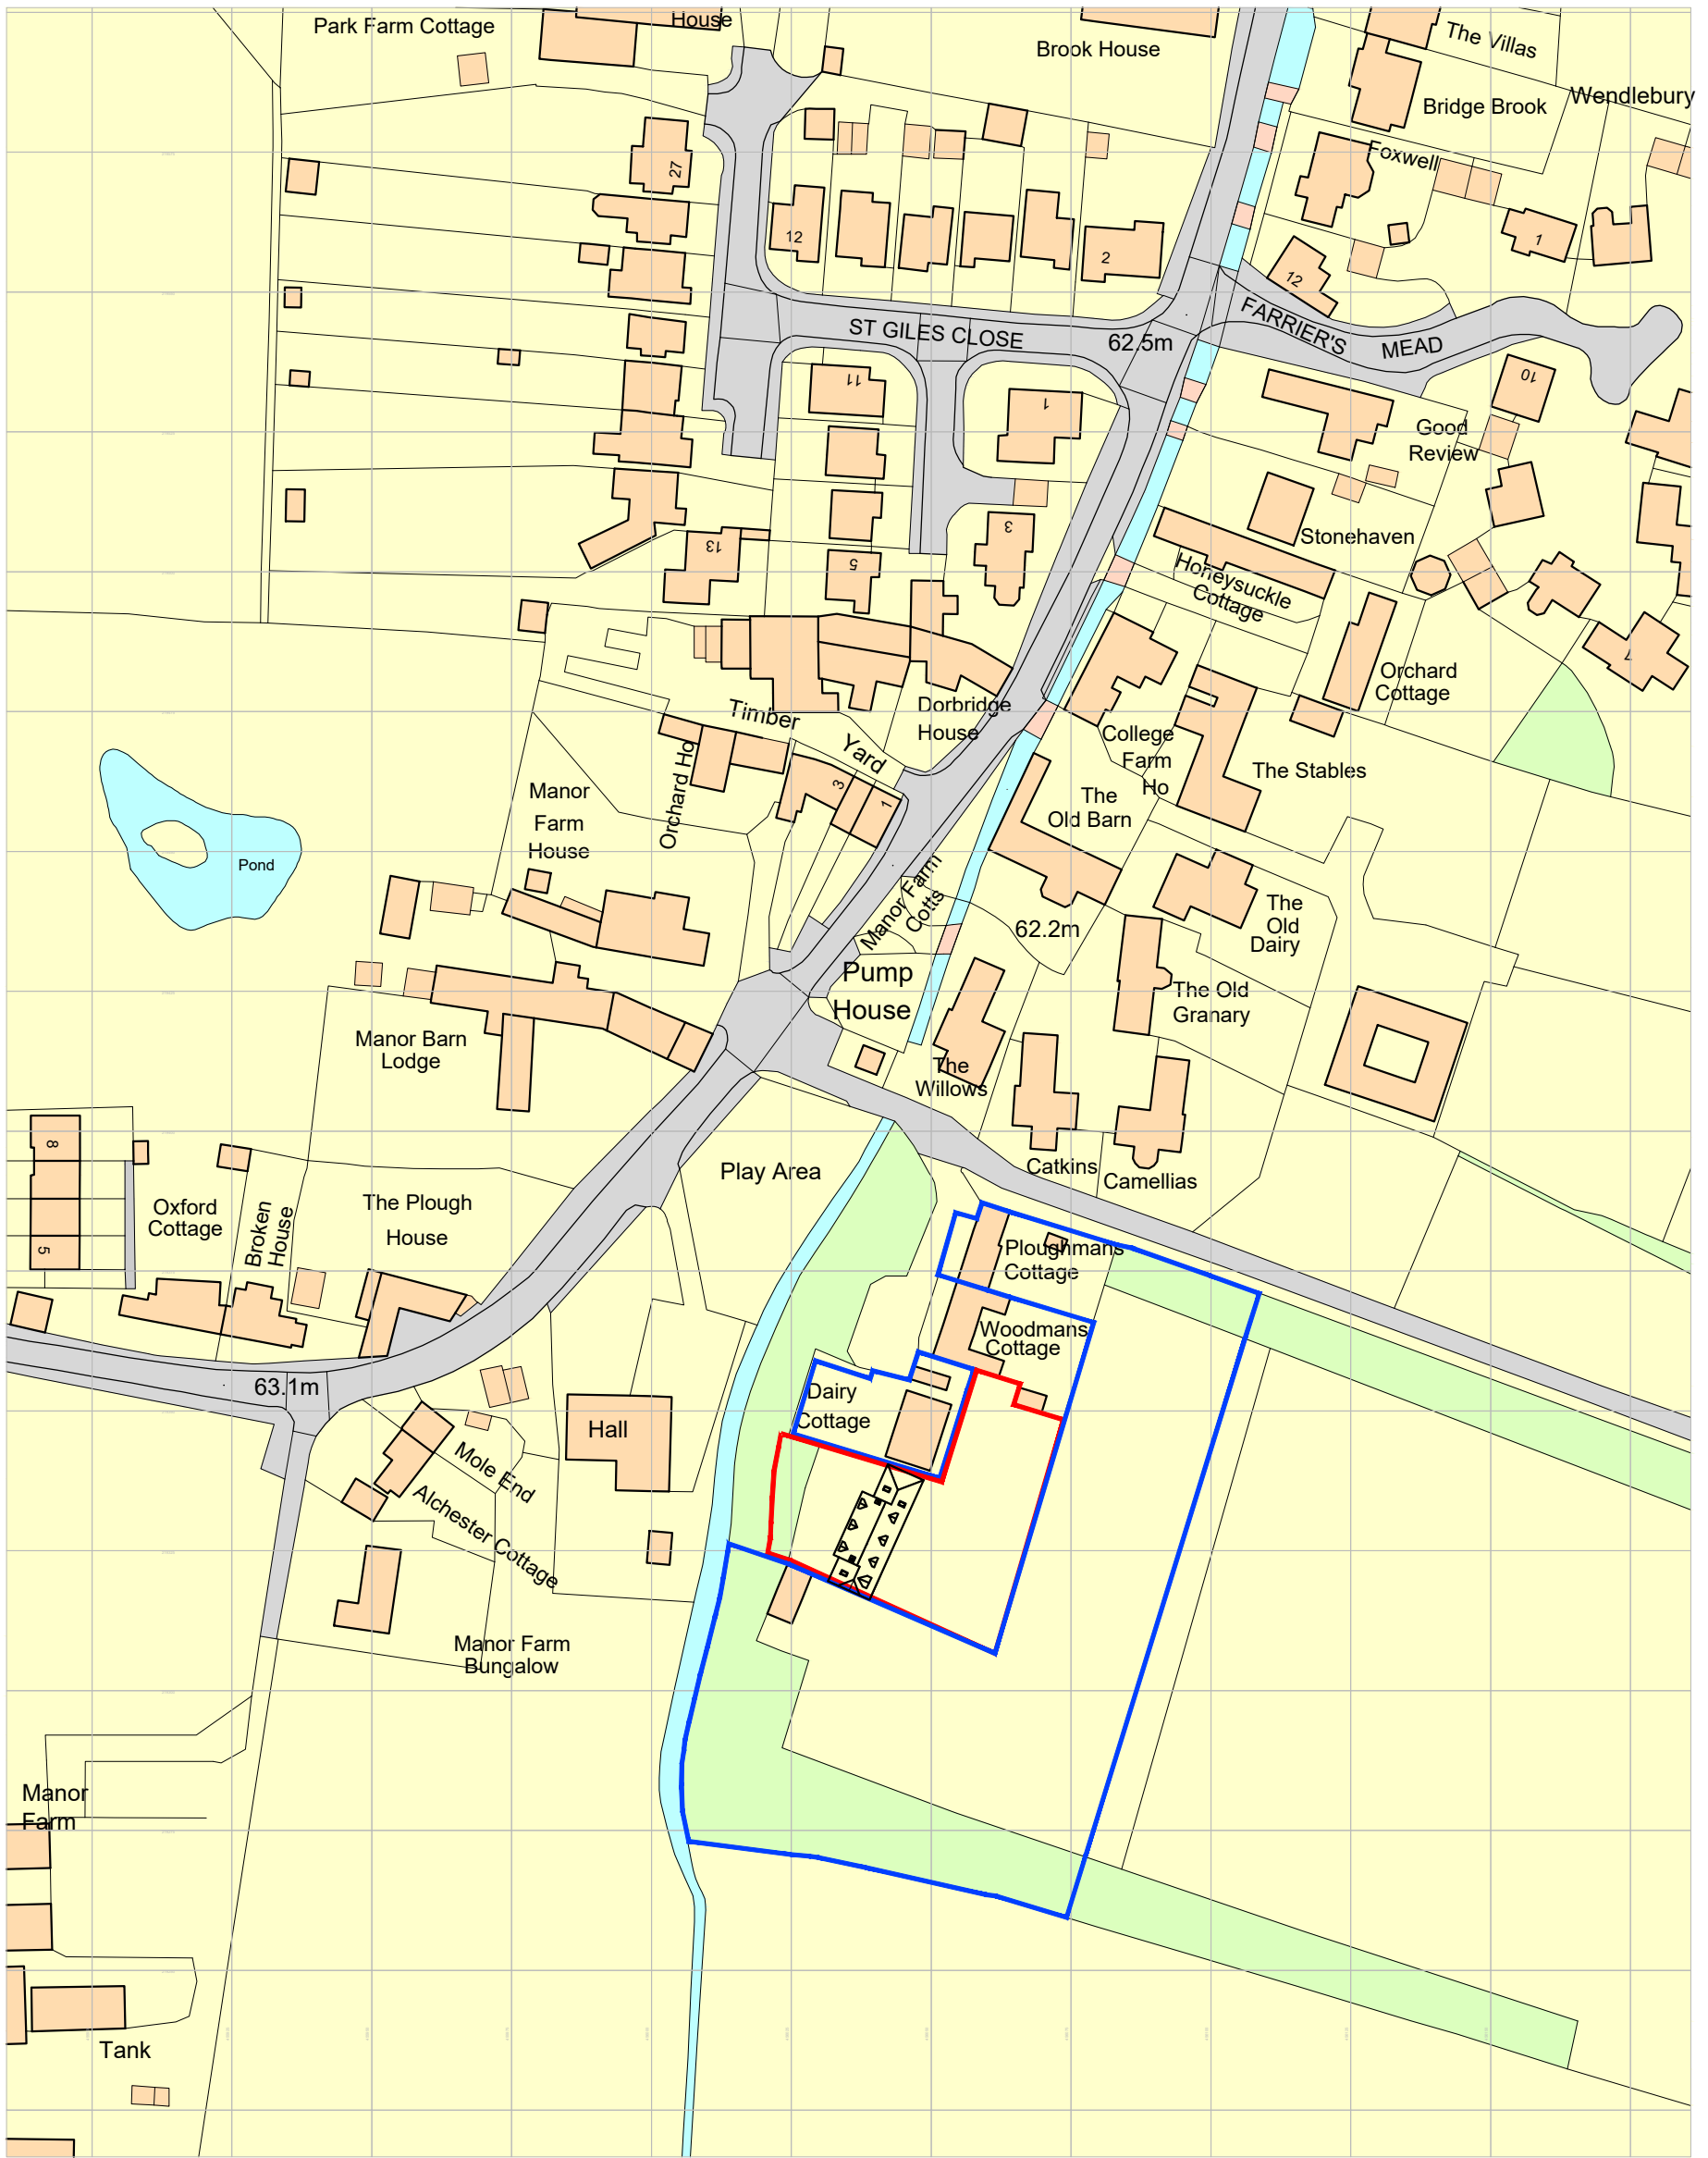 House
Park Farm Cottage
Brook House
The Villas
Wendlebury
Bridge Brook
Foxwell
27
12
2
1
12
ST GILES CLOSE
62.5m
FARRIER'S
MEAD
11
1
10
Good
Review
3
13
5
Stonehaven
Honeysuckle
Cottage
7
Orchard
Cottage
Timber
Yard
Dorbridge
House
College
Farm
Ho
The Stables
Orchard Ho
Manor
Farm
House
3
1
The
Old Barn
Pond
Manor Farm
Cotts
62.2m
The
Old
Dairy
Pump
House
The Old
Granary
Manor Barn
Lodge
The
Willows
8
Play Area
Catkins
Camellias
Oxford
Cottage
Broken
House
The Plough
House
5
Ploughmans
Cottage
Woodmans
Cottage
63.1m
Dairy
Cottage
Hall
Mole End
Alchester Cottage
Manor Farm
Bungalow
Manor
Farm
Tank